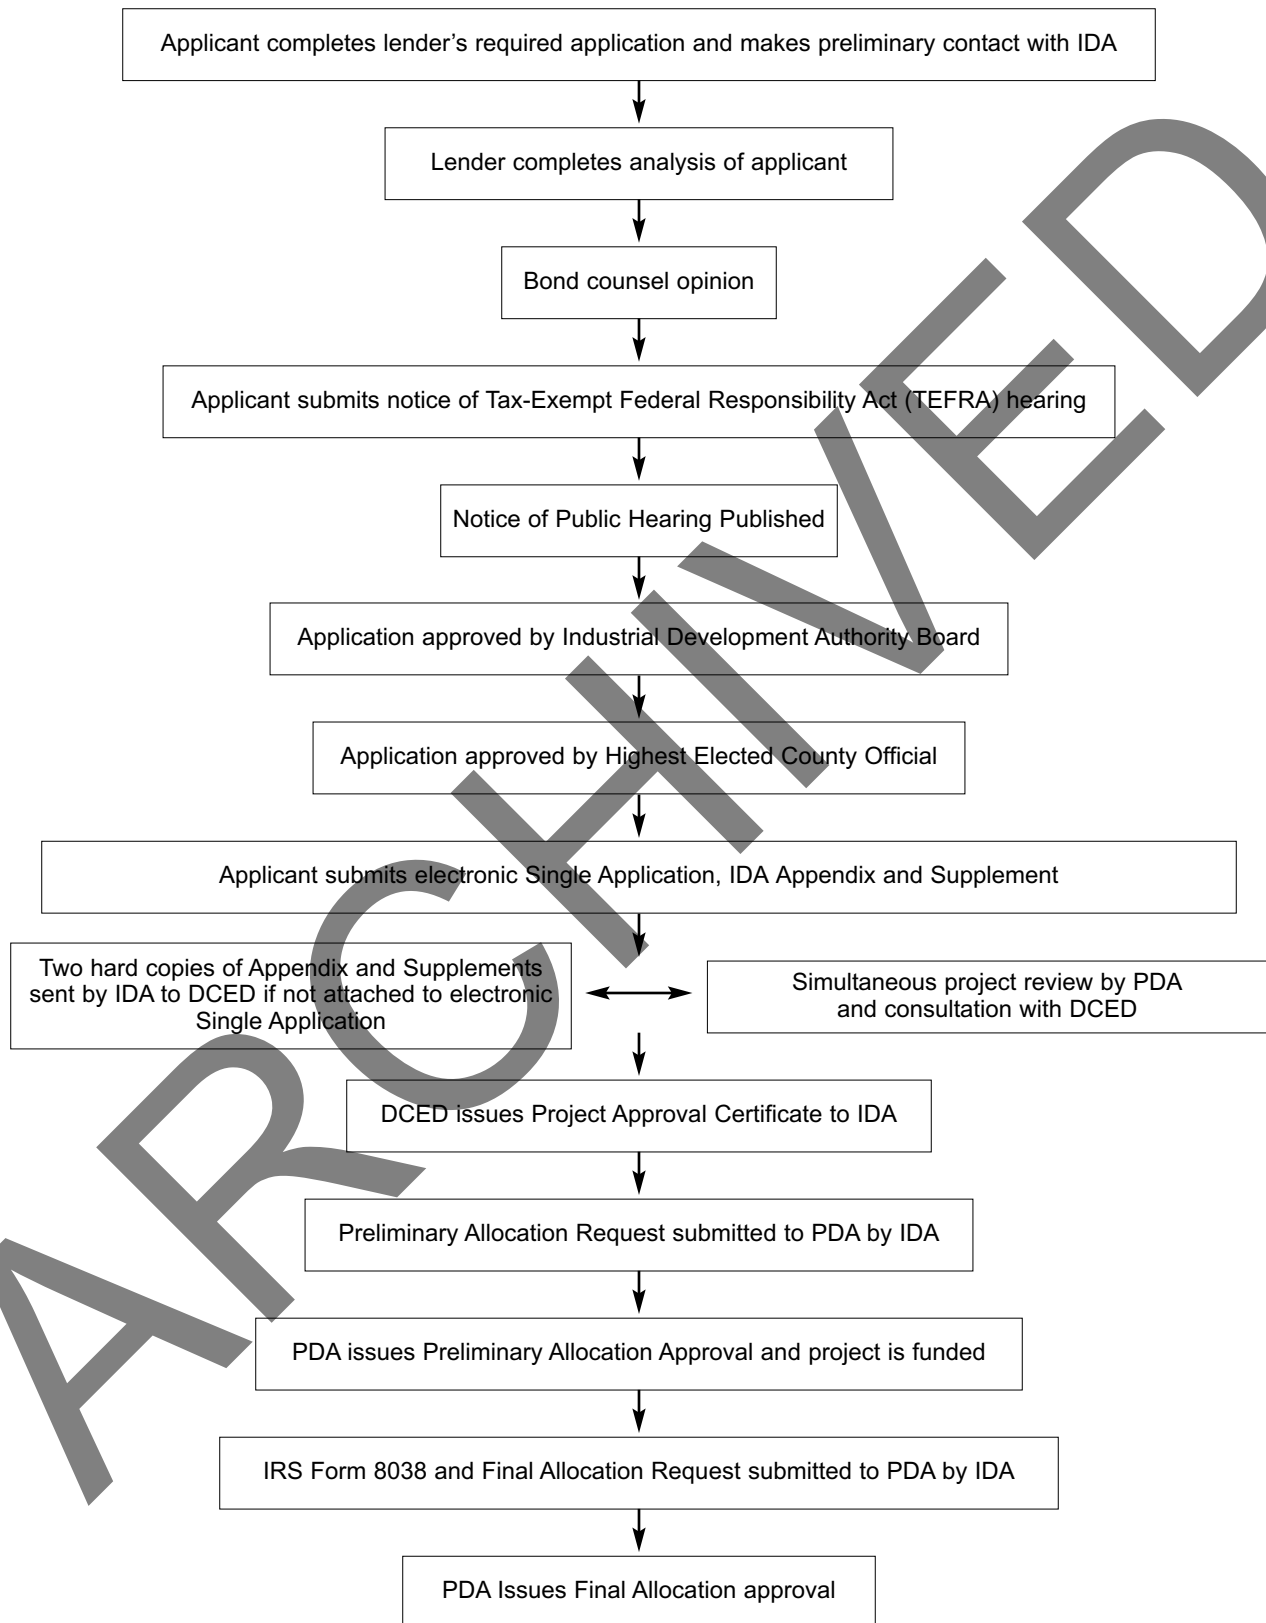 Applicant completes lender’s required application and makes preliminary contact with IDA
Lender completes analysis of applicant
Bond counsel opinion
Applicant submits notice of Tax-Exempt Federal Responsibility Act (TEFRA) hearing
Notice of Public Hearing Published
Application approved by Industrial Development Authority Board
Application approved by Highest Elected County Official
Applicant submits electronic Single Application, IDA Appendix and Supplement
Two hard copies of Appendix and Supplements
sent by IDA to DCED if not attached to electronic
Single Application
Simultaneous project review by PDA
and consultation with DCED
DCED issues Project Approval Certificate to IDA
Preliminary Allocation Request submitted to PDA by IDA
PDA issues Preliminary Allocation Approval and project is funded
IRS Form 8038 and Final Allocation Request submitted to PDA by IDA
PDA Issues Final Allocation approval
ARCHIVED